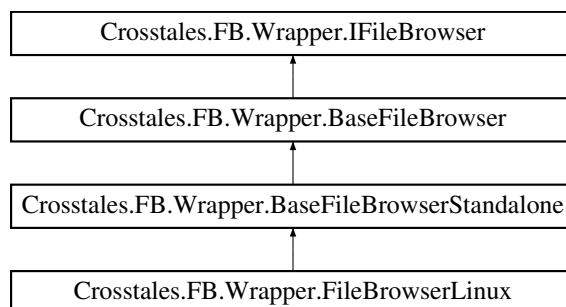 Crosstales.FB.Wrapper.IFileBrowser
Crosstales.FB.Wrapper.BaseFileBrowser
Crosstales.FB.Wrapper.BaseFileBrowserStandalone
Crosstales.FB.Wrapper.FileBrowserLinux